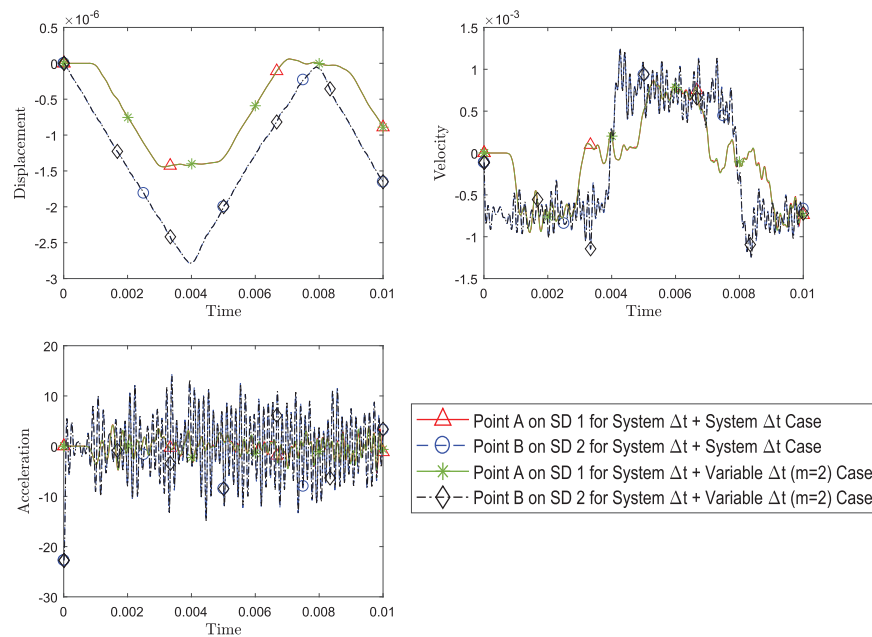 ×10⁻⁶
0.5
0
-0.5
-1
-1.5
-2
-2.5
-3
Displacement
0 0.002 0.004 0.006 0.008 0.01
Time
×10⁻³
1.5
1
0.5
0
-0.5
-1
-1.5
Velocity
0 0.002 0.004 0.006 0.008 0.01
Time
20
10
0
-10
-20
-30
Acceleration
0 0.002 0.004 0.006 0.008 0.01
Time
Point A on SD 1 for System Δt + System Δt Case
Point B on SD 2 for System Δt + System Δt Case
Point A on SD 1 for System Δt + Variable Δt (m=2) Case
Point B on SD 2 for System Δt + Variable Δt (m=2) Case